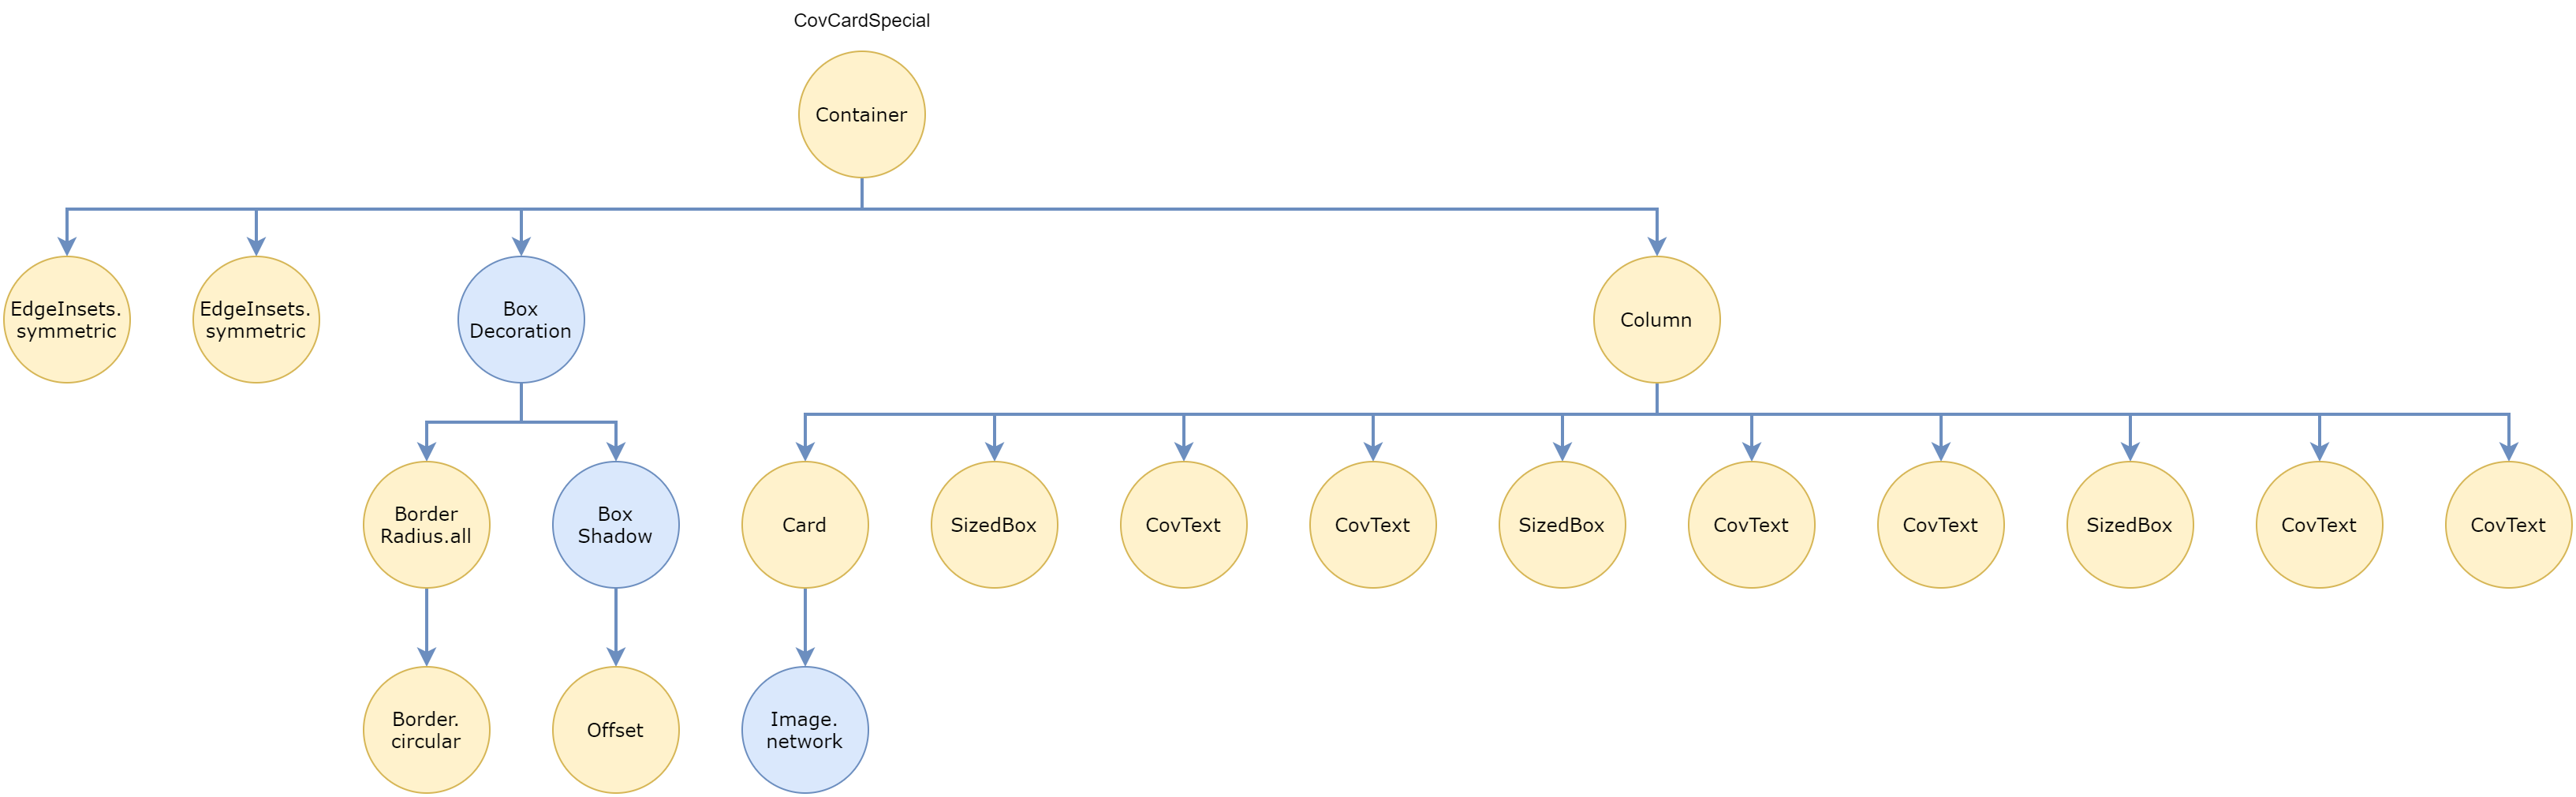 CovCardSpecial
Container
EdgeInsets.
symmetric
EdgeInsets.
symmetric
Box
Decoration
Column
Border
Radius.all
Box
Shadow
Card
SizedBox
CovText
CovText
SizedBox
CovText
CovText
SizedBox
CovText
CovText
Border.
circular
Offset
Image.
network